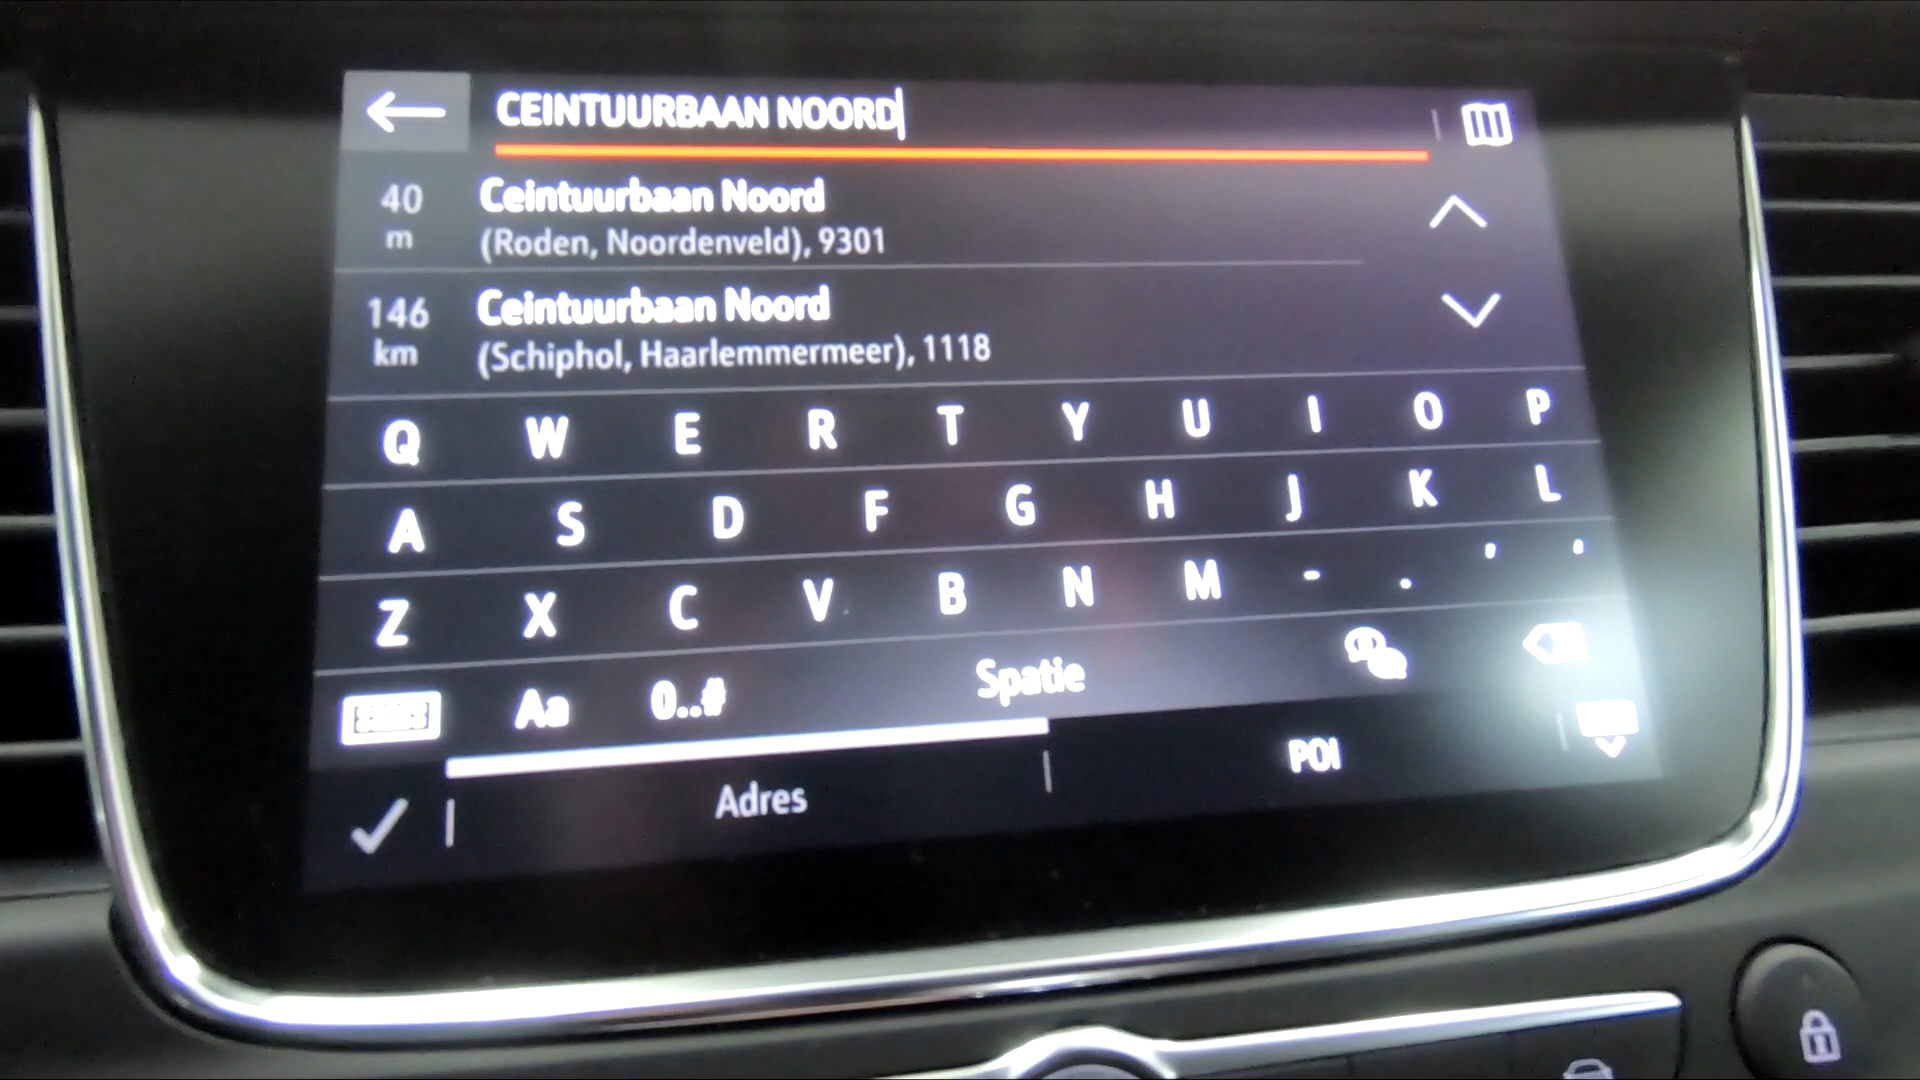 CEINTUURBAAN NOORD
40 m
Ceintuurbaan Noord
(Roden, Noordenveld), 9301
146 km
Ceintuurbaan Noord
(Schiphol, Haarlemmermeer), 1118
Q W E R T Y U I O P
A S D F G H J K L
Z X C V B N M - . , '
Aa 0..# Spatie
Adres POI